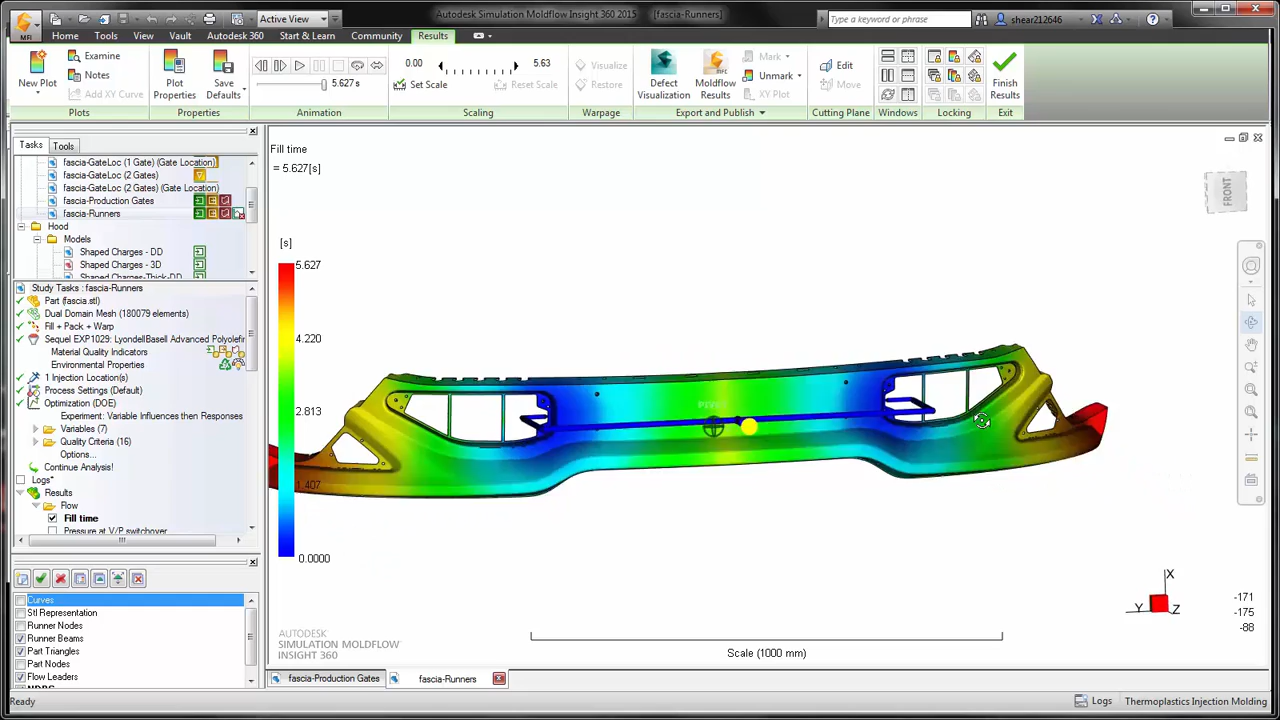 Active View
Autodesk Simulation Moldflow Insight 360 2015 [fascia-Runners]
Type a keyword or phrase
shear212646
MFI
Home Tools View Vault Autodesk 360 Start & Learn Community Results
New Plot
Examine
Notes
Add XY Curve
Plots
Plot Properties
Save Defaults
Properties
5.627 s
Animation
0.00 5.63
Set Scale Reset Scale
Scaling
Visualize
Restore
Warpage
Defect Visualization
Moldflow Results
Mark
Unmark
XY Plot
Export and Publish
Edit
Move
Cutting Plane
Windows
Locking
Finish Results
Exit
Tasks Tools
fascia-GateLoc (1 Gate) (Gate Location)
fascia-GateLoc (2 Gates)
fascia-GateLoc (2 Gates) (Gate Location)
fascia-Production Gates
fascia-Runners
Hood
Models
Shaped Charges - DD
Shaped Charges - 3D
Shaped Charges-Thick-DD
Study Tasks : fascia-Runners
Part (fascia.stl)
Dual Domain Mesh (180079 elements)
Fill + Pack + Warp
Sequel EXP1029: LyondellBasell Advanced Polyolefir
Material Quality Indicators
Environmental Properties
1 Injection Location(s)
Process Settings (Default)
Optimization (DOE)
Experiment: Variable Influences then Responses
Variables (7)
Quality Criteria (16)
Options...
Continue Analysis!
Logs*
Results
Flow
Fill time
Pressure at V/P switchover
Curves
Stl Representation
Runner Nodes
Runner Beams
Part Triangles
Part Nodes
Flow Leaders
Fill time
= 5.627[s]
[s]
5.627
4.220
2.813
1.407
0.0000
PIVOT
FRONT
AUTODESK
SIMULATION MOLDFLOW
INSIGHT 360
Scale (1000 mm)
X
Y
Z
-171
-175
-88
fascia-Production Gates fascia-Runners
Ready
Logs Thermoplastics Injection Molding